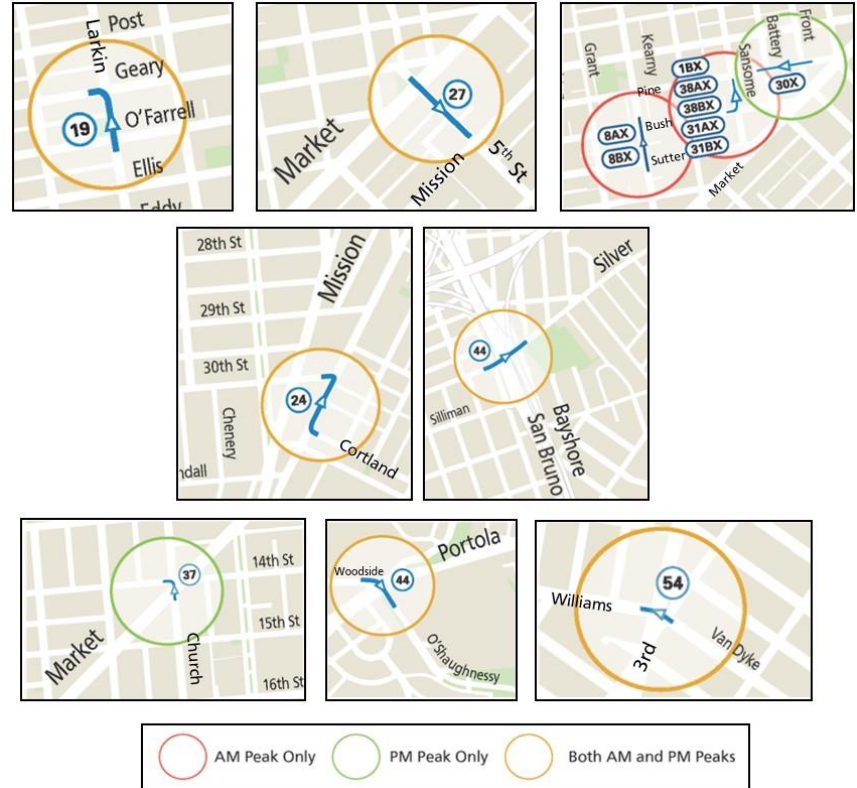 Post
Larkin
Geary
O'Farrell
19
Ellis
Eddy
27
Market
Mission
5th St
Grant
Kearny
Sansome
Battery
Front
1BX
Pine
38AX
30X
38BX
8AX
Bush
31AX
8BX
Sutter
31BX
Market
28th St
Mission
29th St
30th St
24
Chenery
Cortland
ndall
Silver
44
Silliman
Bayshore
San Bruno
37
14th St
15th St
Market
Church
16th St
Portola
Woodside
44
O'Shaughnessy
54
Williams
3rd
Van Dyke
AM Peak Only
PM Peak Only
Both AM and PM Peaks